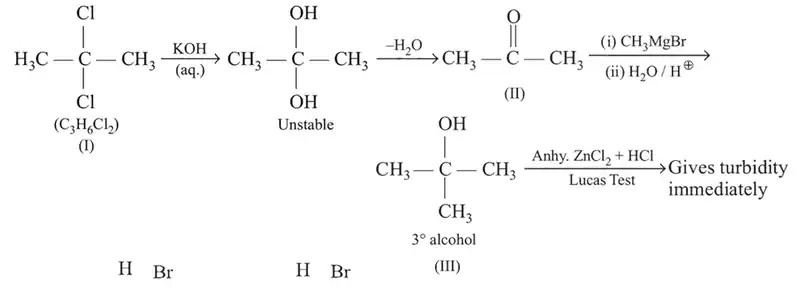 Cl OH O
H₃C — C — CH₃ KOH (aq.) CH₃ — C — CH₃ –H₂O CH₃ — C — CH₃ (i) CH₃MgBr (ii) H₂O / H⊕
Cl OH (II)
(C₃H₆Cl₂) Unstable
(I)
OH
CH₃ — C — CH₃ Anhy. ZnCl₂ + HCl Lucas Test Gives turbidity immediately
CH₃
3° alcohol
(III)
H Br H Br